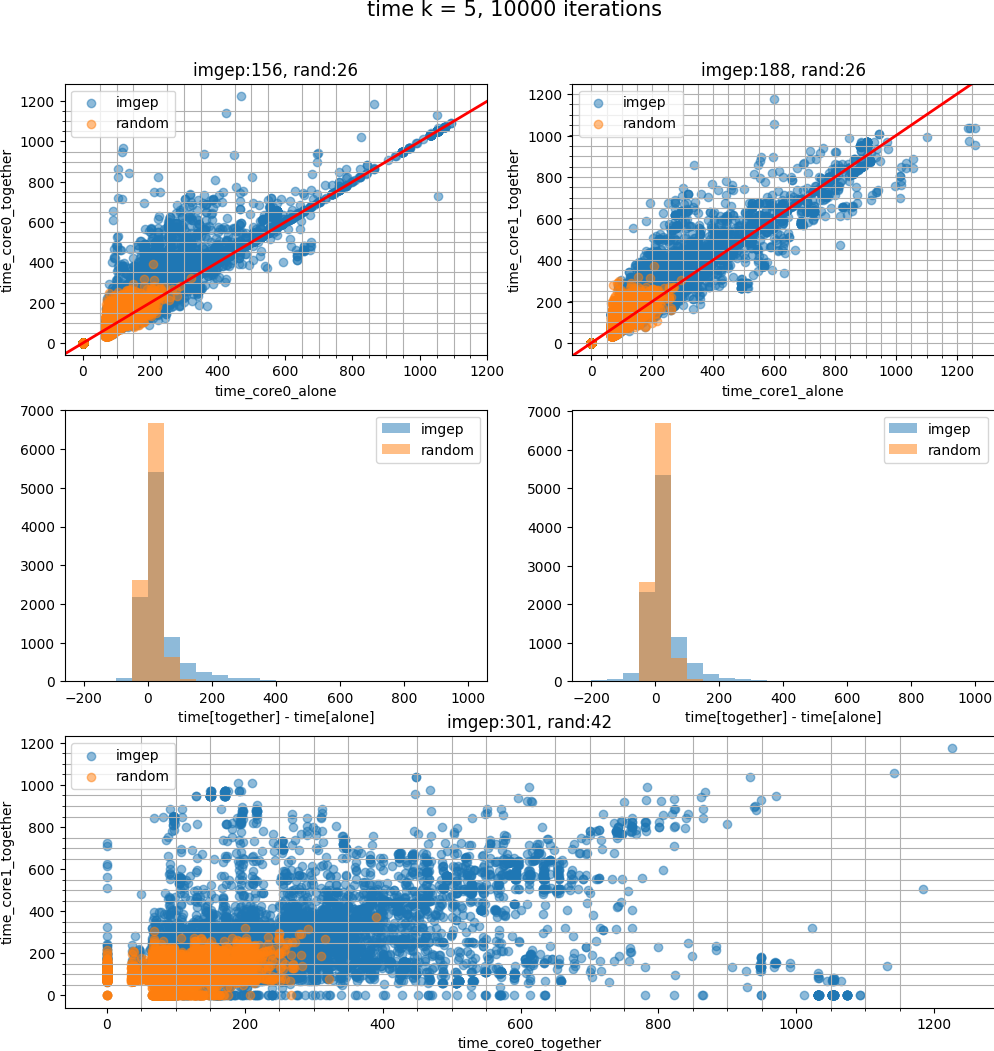 time k = 5, 10000 iterations
imgep:156, rand:26
imgep
random
time_core0_together
1200
1000
800
600
400
200
0
0 200 400 600 800 1000 1200
time_core0_alone
imgep:188, rand:26
imgep
random
time_core1_together
1200
1000
800
600
400
200
0
0 200 400 600 800 1000 1200
time_core1_alone
imgep
random
7000
6000
5000
4000
3000
2000
1000
0
−200 0 200 400 600 800 1000
time[together] - time[alone]
imgep
random
7000
6000
5000
4000
3000
2000
1000
0
−200 0 200 400 600 800 1000
time[together] - time[alone]
imgep:301, rand:42
imgep
random
time_core1_together
1200
1000
800
600
400
200
0
0 200 400 600 800 1000 1200
time_core0_together